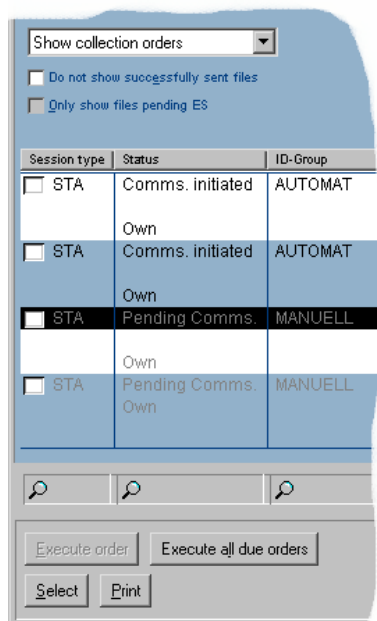 Show collection orders
Do not show successfully sent files
Only show files pending ES
Session type Status ID-Group
STA Comms. initiated AUTOMAT
Own
STA Comms. initiated AUTOMAT
Own
STA Pending Comms. MANUELL
Own
STA Pending Comms. MANUELL
Own
Execute order Execute all due orders
Select Print